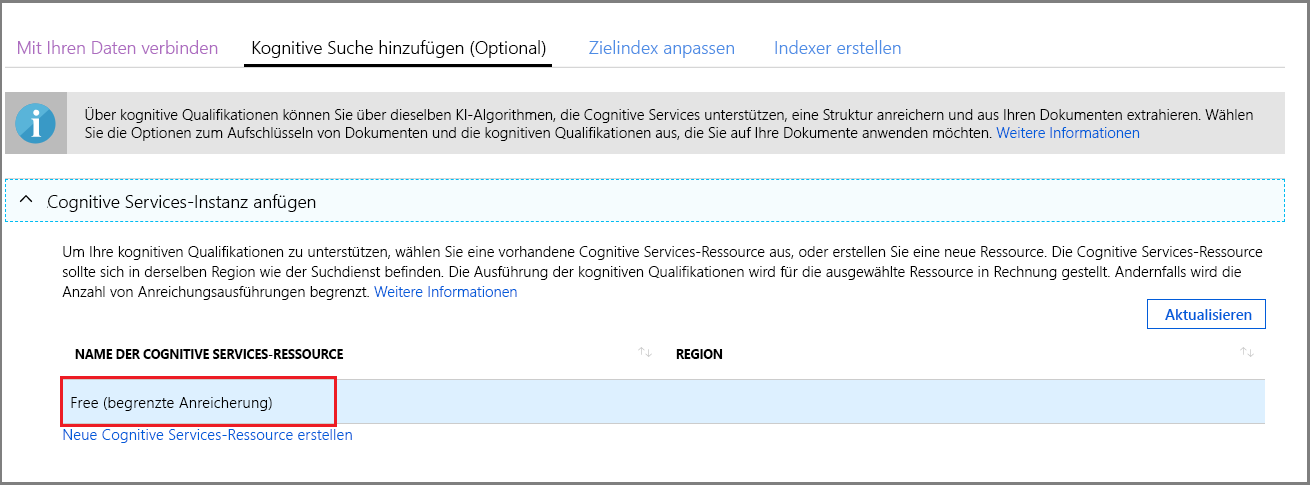 Mit Ihren Daten verbinden Kognitive Suche hinzufügen (Optional) Zielindex anpassen Indexer erstellen
Über kognitive Qualifikationen können Sie über dieselben KI-Algorithmen, die Cognitive Services unterstützen, eine Struktur anreichern und aus Ihren Dokumenten extrahieren. Wählen
Sie die Optionen zum Aufschlüsseln von Dokumenten und die kognitiven Qualifikationen aus, die Sie auf Ihre Dokumente anwenden möchten. Weitere Informationen
Cognitive Services-Instanz anfügen
Um Ihre kognitiven Qualifikationen zu unterstützen, wählen Sie eine vorhandene Cognitive Services-Ressource aus, oder erstellen Sie eine neue Ressource. Die Cognitive Services-Ressource
sollte sich in derselben Region wie der Suchdienst befinden. Die Ausführung der kognitiven Qualifikationen wird für die ausgewählte Ressource in Rechnung gestellt. Andernfalls wird die
Anzahl von Anreichungsausführungen begrenzt. Weitere Informationen
Aktualisieren
NAME DER COGNITIVE SERVICES-RESSOURCE REGION
Free (begrenzte Anreicherung)
Neue Cognitive Services-Ressource erstellen